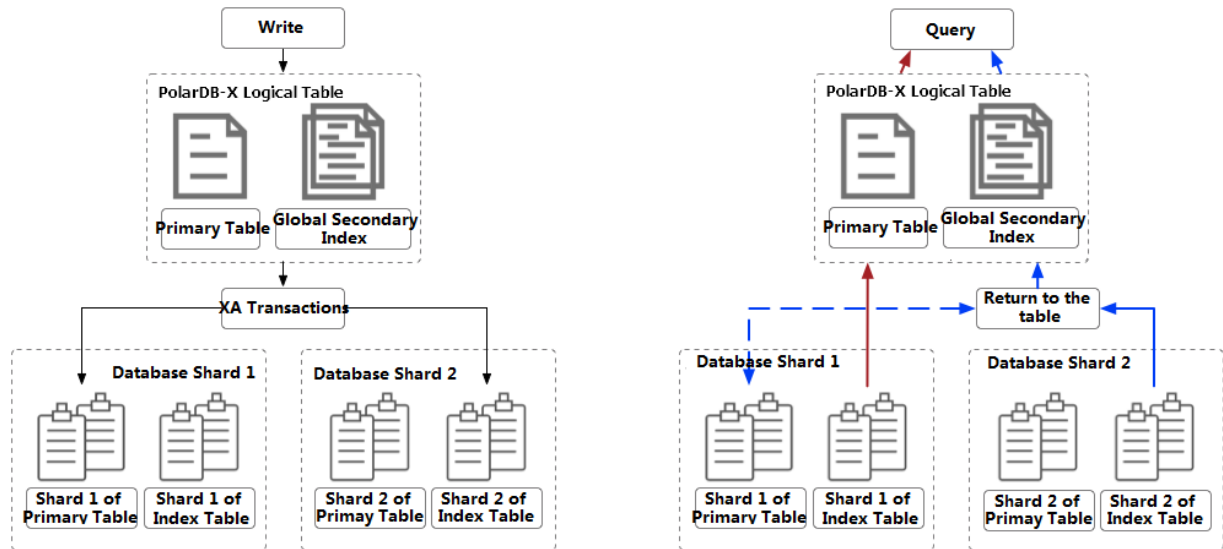 Write
PolarDB-X Logical Table
Primary Table
Global Secondary
Index
XA Transactions
Database Shard 1
Shard 1 of
Primary Table
Shard 1 of
Index Table
Database Shard 2
Shard 2 of
Primay Table
Shard 2 of
Index Table
Query
PolarDB-X Logical Table
Primary Table
Global Secondary
Index
Return to the
table
Database Shard 1
Shard 1 of
Primary Table
Shard 1 of
Index Table
Database Shard 2
Shard 2 of
Primay Table
Shard 2 of
Index Table